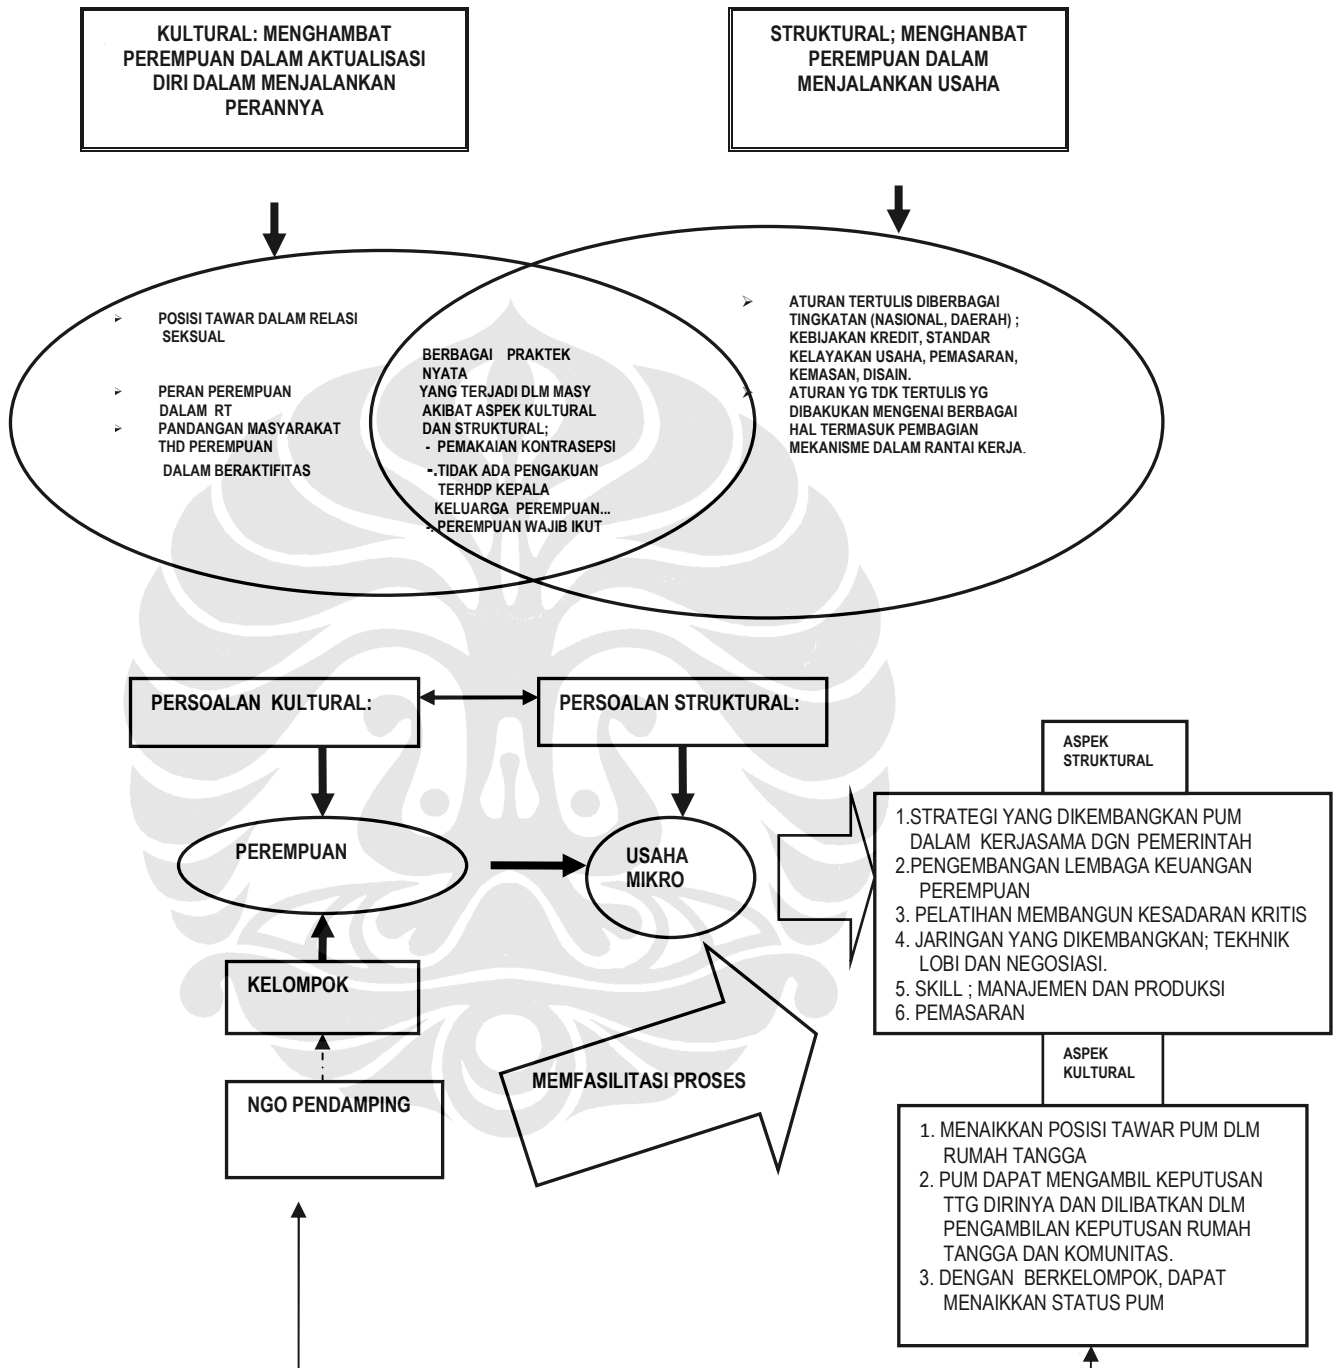 KULTURAL: MENGHAMBAT
PEREMPUAN DALAM AKTUALISASI
DIRI DALAM MENJALANKAN
PERANNYA
STRUKTURAL; MENGHANBAT
PEREMPUAN DALAM
MENJALANKAN USAHA
➢ POSISI TAWAR DALAM RELASI
SEKSUAL
➢ PERAN PEREMPUAN
DALAM RT
➢ PANDANGAN MASYARAKAT
THD PEREMPUAN
DALAM BERAKTIFITAS
BERBAGAI PRAKTEK
NYATA
YANG TERJADI DLM MASY
AKIBAT ASPEK KULTURAL
DAN STRUKTURAL;
- PEMAKAIAN KONTRASEPSI
-.TIDAK ADA PENGAKUAN
TERHDP KEPALA
KELUARGA PEREMPUAN...
-. PEREMPUAN WAJIB IKUT
➢ ATURAN TERTULIS DIBERBAGAI
TINGKATAN (NASIONAL, DAERAH) ;
KEBIJAKAN KREDIT, STANDAR
KELAYAKAN USAHA, PEMASARAN,
KEMASAN, DISAIN.
➢ ATURAN YG TDK TERTULIS YG
DIBAKUKAN MENGENAI BERBAGAI
HAL TERMASUK PEMBAGIAN
MEKANISME DALAM RANTAI KERJA.
PERSOALAN KULTURAL:
PERSOALAN STRUKTURAL:
PEREMPUAN
USAHA
MIKRO
KELOMPOK
NGO PENDAMPING
MEMFASILITASI PROSES
ASPEK
STRUKTURAL
1.STRATEGI YANG DIKEMBANGKAN PUM
DALAM KERJASAMA DGN PEMERINTAH
2.PENGEMBANGAN LEMBAGA KEUANGAN
PEREMPUAN
3. PELATIHAN MEMBANGUN KESADARAN KRITIS
4. JARINGAN YANG DIKEMBANGKAN; TEKHNIK
LOBI DAN NEGOSIASI.
5. SKILL ; MANAJEMEN DAN PRODUKSI
6. PEMASARAN
ASPEK
KULTURAL
1. MENAIKKAN POSISI TAWAR PUM DLM
RUMAH TANGGA
2. PUM DAPAT MENGAMBIL KEPUTUSAN
TTG DIRINYA DAN DILIBATKAN DLM
PENGAMBILAN KEPUTUSAN RUMAH
TANGGA DAN KOMUNITAS.
3. DENGAN BERKELOMPOK, DAPAT
MENAIKKAN STATUS PUM